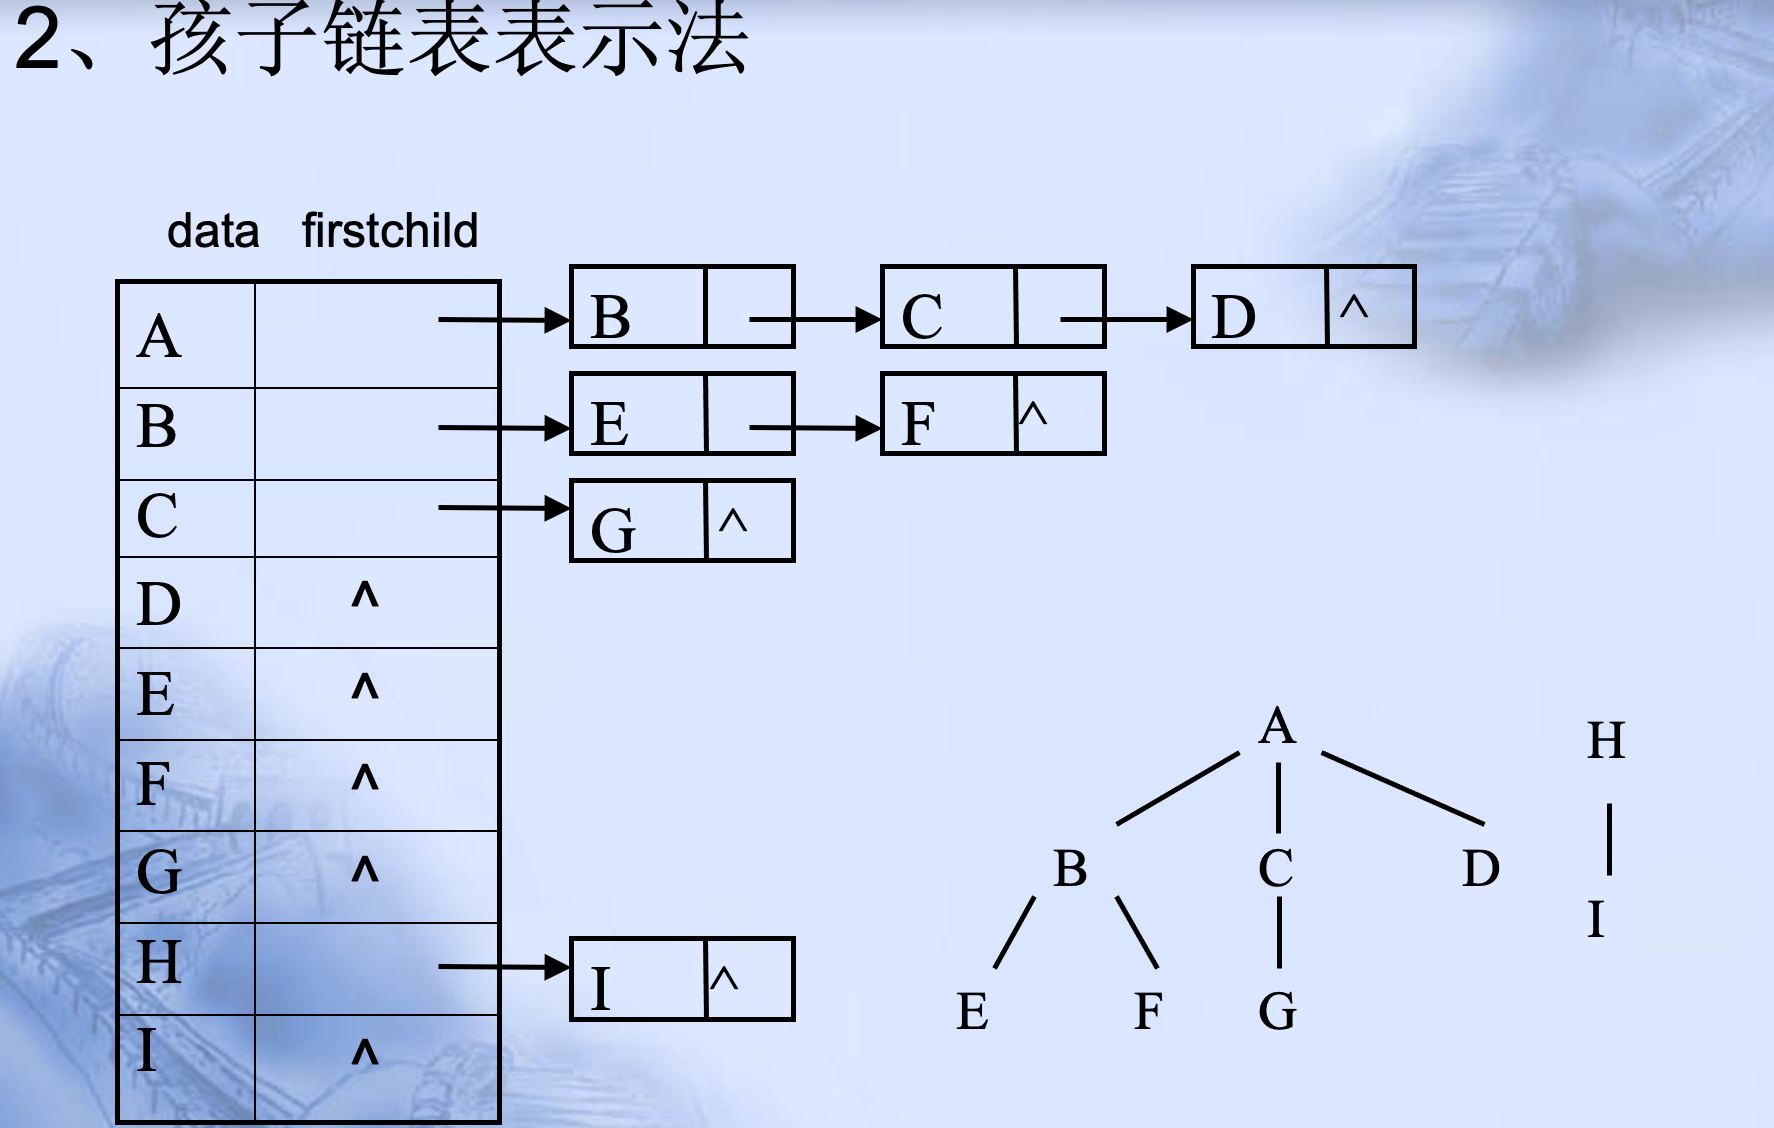 2、孩子链表表示法
data firstchild
A B C D ^
B E F ^
C G ^
D ^
E ^
F ^
G ^
H I ^
I ^
A H
B C D
I
E F G